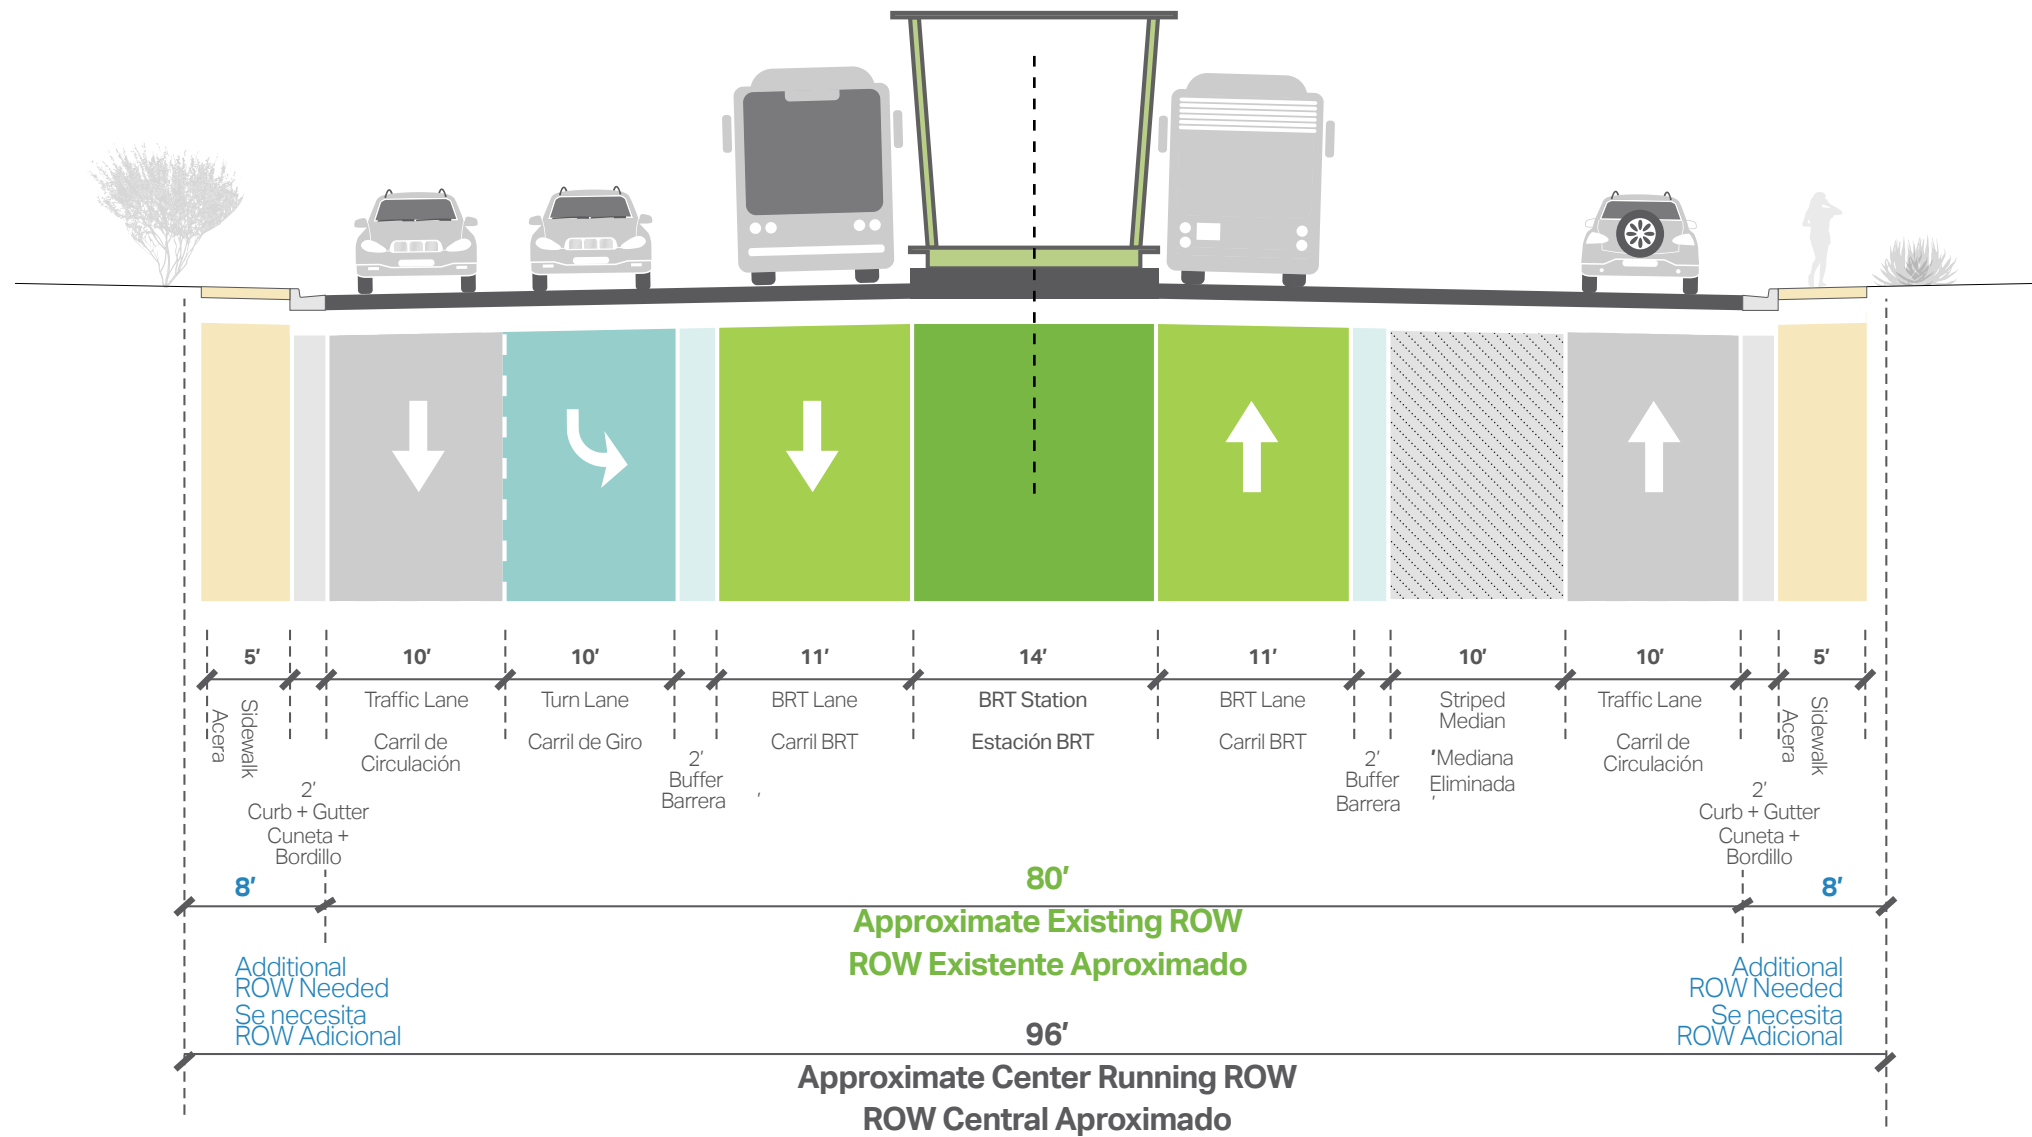 5′
10′
10′
11′
14′
11′
10′
10′
5′
Sidewalk
Acera
Traffic Lane
Carril de
Circulación
Turn Lane
Carril de Giro
BRT Lane
Carril BRT
BRT Station
Estación BRT
BRT Lane
Carril BRT
Striped
Median
′Mediana
Eliminada
′
Traffic Lane
Carril de
Circulación
Sidewalk
Acera
2′
Curb + Gutter
Cuneta +
Bordillo
2′
Buffer
Barrera
′
2′
Buffer
Barrera
2′
Curb + Gutter
Cuneta +
Bordillo
8′
80′
8′
Approximate Existing ROW
ROW Existente Aproximado
Additional
ROW Needed
Se necesita
ROW Adicional
Additional
ROW Needed
Se necesita
ROW Adicional
96′
Approximate Center Running ROW
ROW Central Aproximado